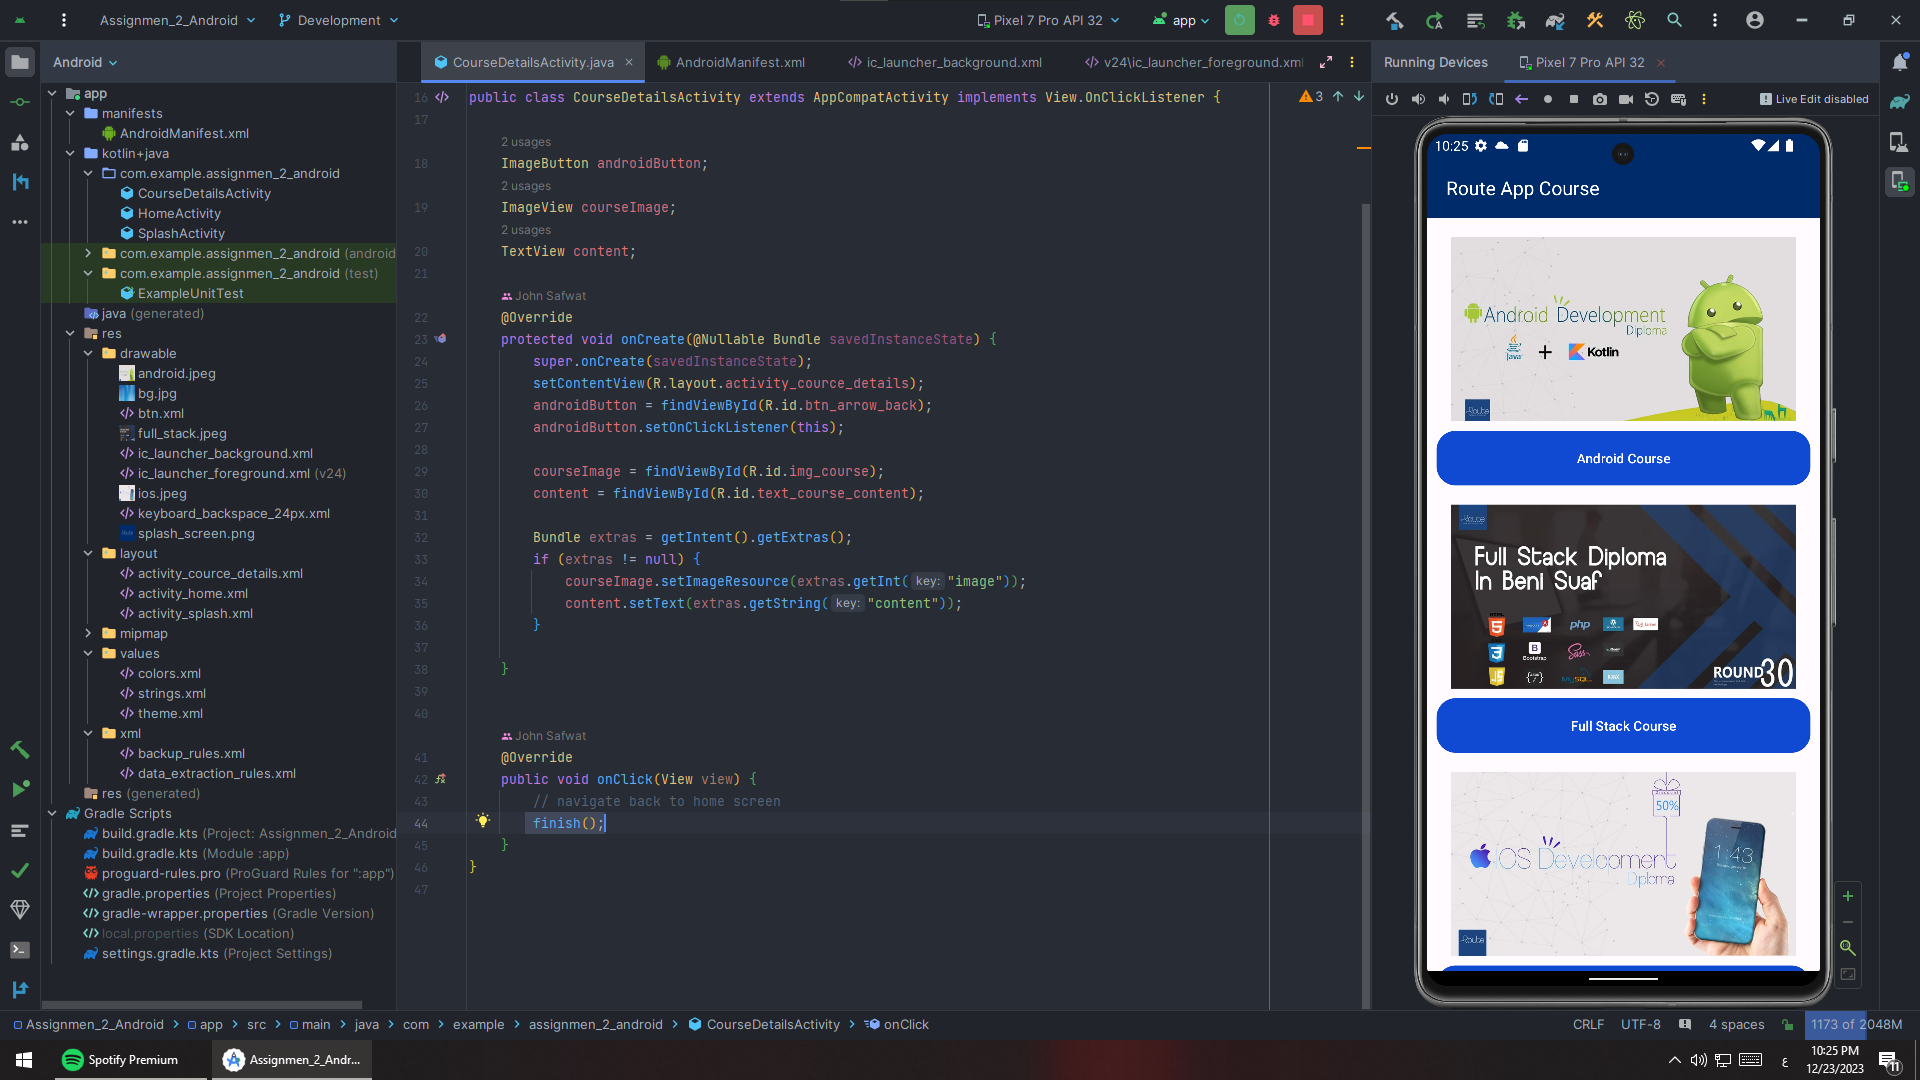 Assignmen_2_Android
Development
Pixel 7 Pro API 32
app
Android
CourseDetailsActivity.java
AndroidManifest.xml
ic_launcher_background.xml
v24\ic_launcher_foreground.xml
Running Devices
Pixel 7 Pro API 32
Live Edit disabled
app
manifests
AndroidManifest.xml
kotlin+java
com.example.assignmen_2_android
CourseDetailsActivity
HomeActivity
SplashActivity
com.example.assignmen_2_android (android
com.example.assignmen_2_android (test)
ExampleUnitTest
java (generated)
res
drawable
android.jpeg
bg.jpg
btn.xml
full_stack.jpeg
ic_launcher_background.xml
ic_launcher_foreground.xml (v24)
ios.jpeg
keyboard_backspace_24px.xml
splash_screen.png
layout
activity_cource_details.xml
activity_home.xml
activity_splash.xml
mipmap
values
colors.xml
strings.xml
theme.xml
xml
backup_rules.xml
data_extraction_rules.xml
res (generated)
Gradle Scripts
build.gradle.kts (Project: Assignmen_2_Android
build.gradle.kts (Module :app)
proguard-rules.pro (ProGuard Rules for ":app")
gradle.properties (Project Properties)
gradle-wrapper.properties (Gradle Version)
local.properties (SDK Location)
settings.gradle.kts (Project Settings)
16 public class CourseDetailsActivity extends AppCompatActivity implements View.OnClickListener {
3
17
2 usages
18 ImageButton androidButton;
2 usages
19 ImageView courseImage;
2 usages
20 TextView content;
21
John Safwat
22 @Override
23 protected void onCreate(@Nullable Bundle savedInstanceState) {
24 super.onCreate(savedInstanceState);
25 setContentView(R.layout.activity_cource_details);
26 androidButton = findViewById(R.id.btn_arrow_back);
27 androidButton.setOnClickListener(this);
28
29 courseImage = findViewById(R.id.img_course);
30 content = findViewById(R.id.text_course_content);
31
32 Bundle extras = getIntent().getExtras();
33 if (extras != null) {
34 courseImage.setImageResource(extras.getInt( key: "image"));
35 content.setText(extras.getString( key: "content"));
36 }
37
38 }
39
40
John Safwat
41 @Override
42 public void onClick(View view) {
43 // navigate back to home screen
44 finish();
45 }
46 }
47
10:25
Route App Course
Android Development
Diploma
Java + Kotlin
Route
Android Course
Route
Full Stack Diploma
In Beni Suaf
HTML
5
php
3
Bootstrap
Sass
JS
MySQL
ROUND 30
Full Stack Course
50%
iOS Development
Diploma
1:43
Route
Assignmen_2_Android > app > src > main > java > com > example > assignmen_2_android > CourseDetailsActivity > onClick
CRLF
UTF-8
4 spaces
1173 of 2048M
Spotify Premium
Assignmen_2_Andr...
ع
10:25 PM
12/23/2023
11